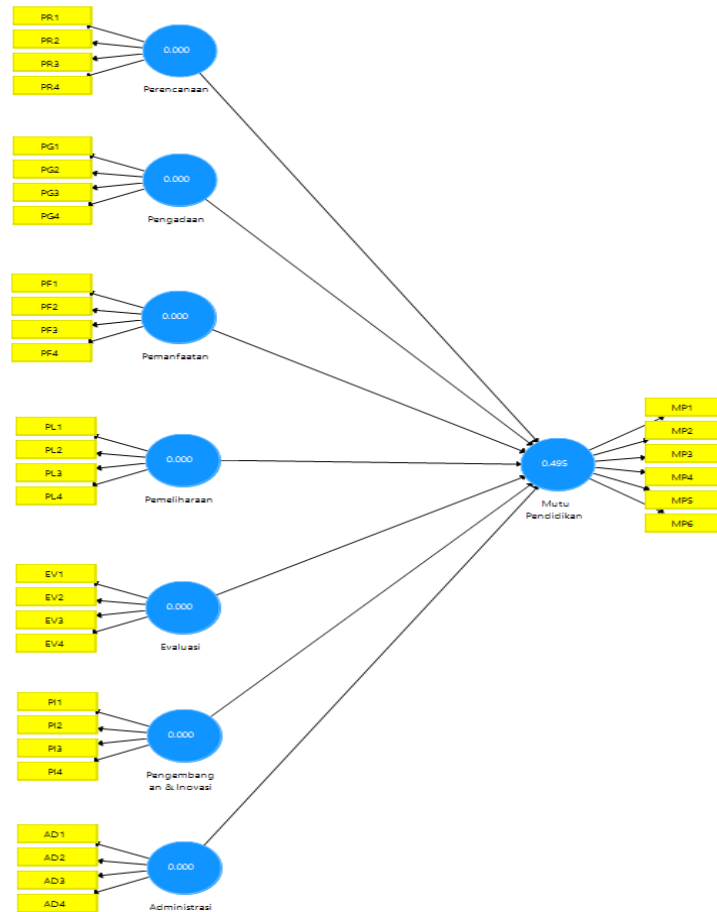 PR1
PR2
PR3
PR4
0.000
Perencanaan
PG1
PG2
PG3
PG4
0.000
Pengadaan
PF1
PF2
PF3
PF4
0.000
Pemanfaatan
PL1
PL2
PL3
PL4
0.000
Pemeliharaan
EV1
EV2
EV3
EV4
0.000
Evaluasi
PI1
PI2
PI3
PI4
0.000
Pengembang
an & Inovasi
AD1
AD2
AD3
AD4
0.000
Administrasi
0.495
Mutu
Pendidikan
MP1
MP2
MP3
MP4
MP5
MP6